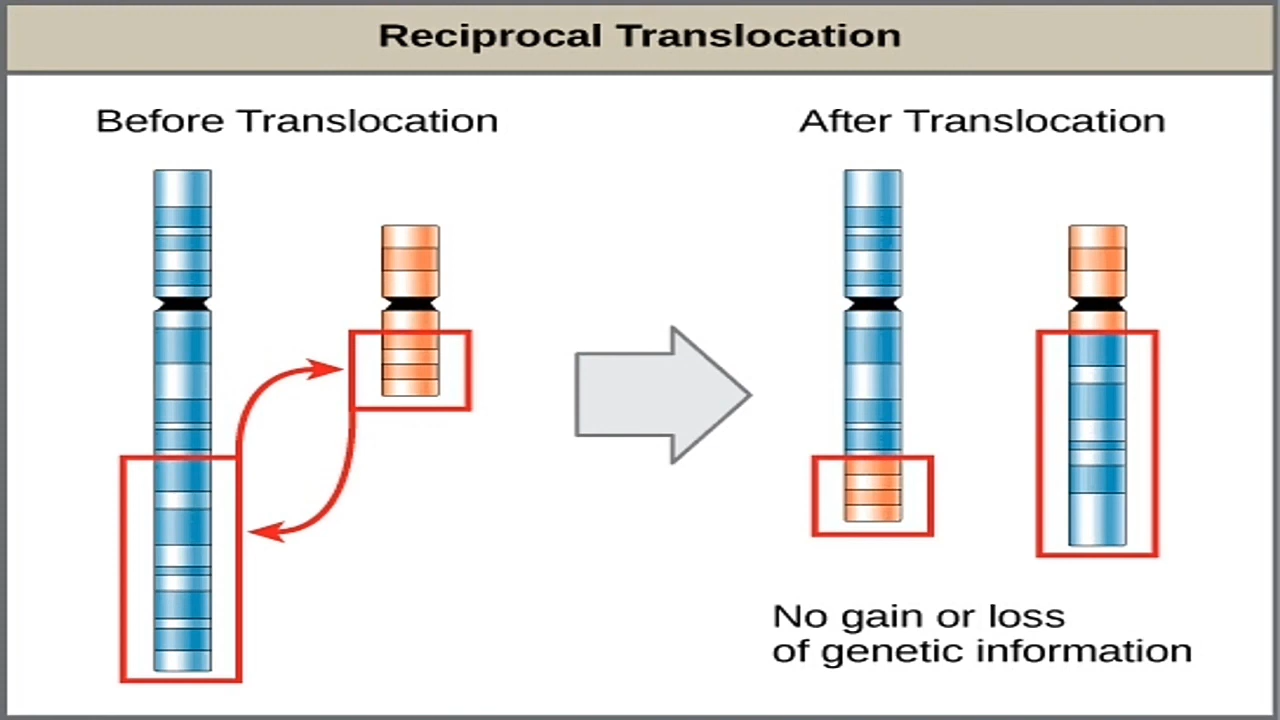 Reciprocal Translocation
Before Translocation
After Translocation
No gain or loss
of genetic information